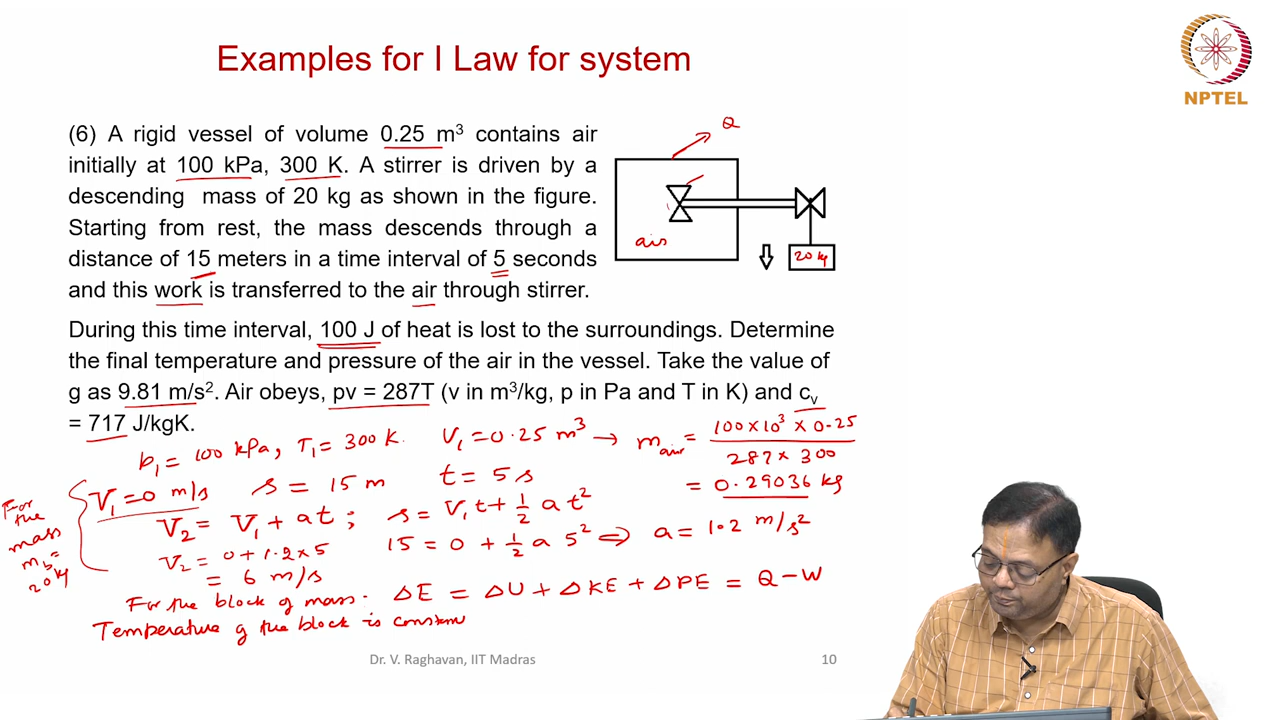 Examples for I Law for system
NPTEL
(6) A rigid vessel of volume 0.25 m³ contains air
initially at 100 kPa, 300 K. A stirrer is driven by a
descending mass of 20 kg as shown in the figure.
Starting from rest, the mass descends through a
distance of 15 meters in a time interval of 5 seconds
and this work is transferred to the air through stirrer.
Q
air
20 kg
During this time interval, 100 J of heat is lost to the surroundings. Determine
the final temperature and pressure of the air in the vessel. Take the value of
g as 9.81 m/s². Air obeys, pv = 287T (v in m³/kg, p in Pa and T in K) and cv
= 717 J/kgK.
p₁ = 100 kPa, T₁ = 300 K. V₁ = 0.25 m³ → m air = 100×10³ × 0.25 / 287 × 300
= 0.29036 kg
For the mass m b = 20 kg
V₁ = 0 m/s s = 15 m t = 5 s
V₂ = V₁ + at ; s = V₁t + 1/2 a t²
V₂ = 0 + 1.2 × 5 15 = 0 + 1/2 a 5² ⇒ a = 1.2 m/s²
= 6 m/s
For the block of mass. ΔE = ΔU + ΔKE + ΔPE = Q − W
Temperature of the block is constant
Dr. V. Raghavan, IIT Madras
10